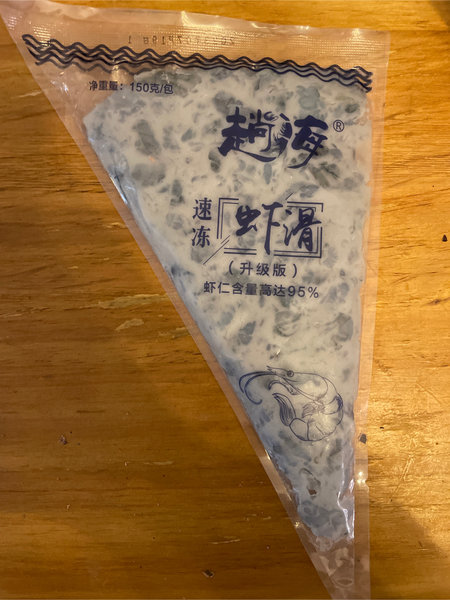 净重量：150克/包
趙海®
速冻 虾滑
（升级版）
虾仁含量高达95%